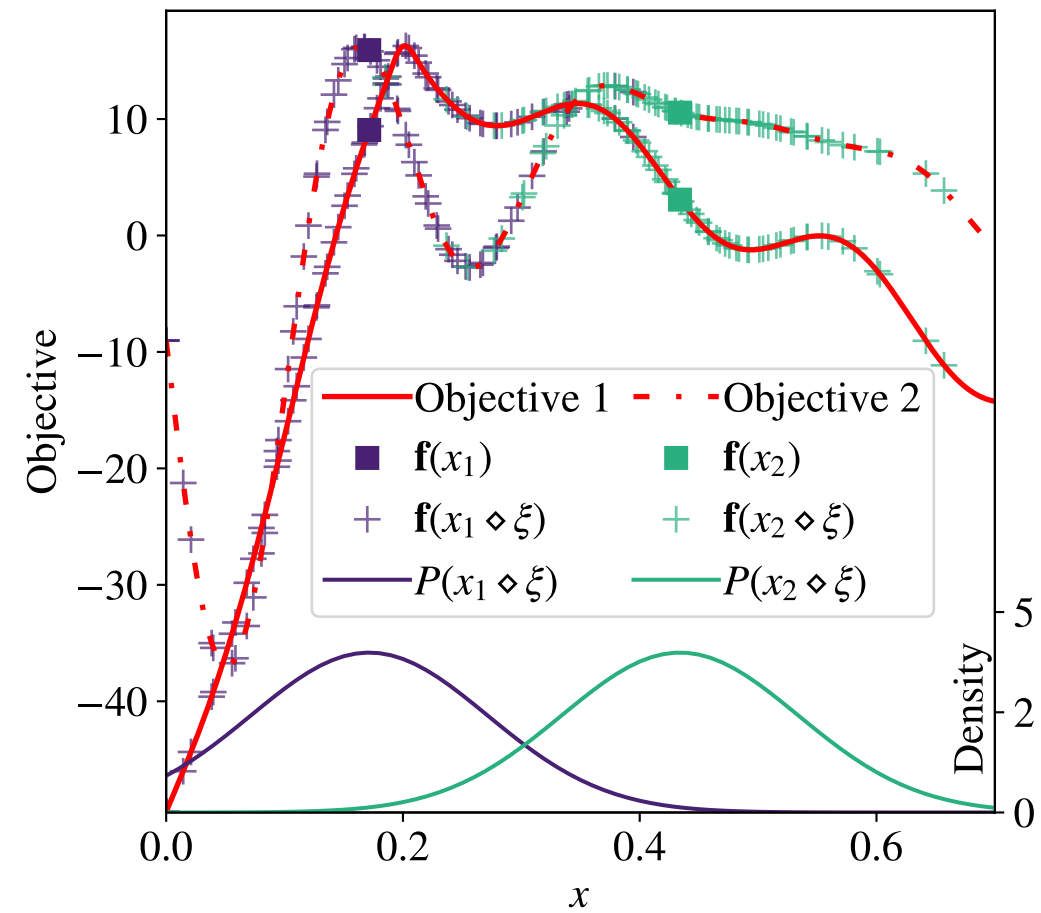 10
0
−10
−20
−30
−40
Objective
Objective 1
Objective 2
f(x₁)
f(x₂)
f(x₁ ⋄ ξ)
f(x₂ ⋄ ξ)
P(x₁ ⋄ ξ)
P(x₂ ⋄ ξ)
5
2
0
Density
0.0
0.2
0.4
0.6
x